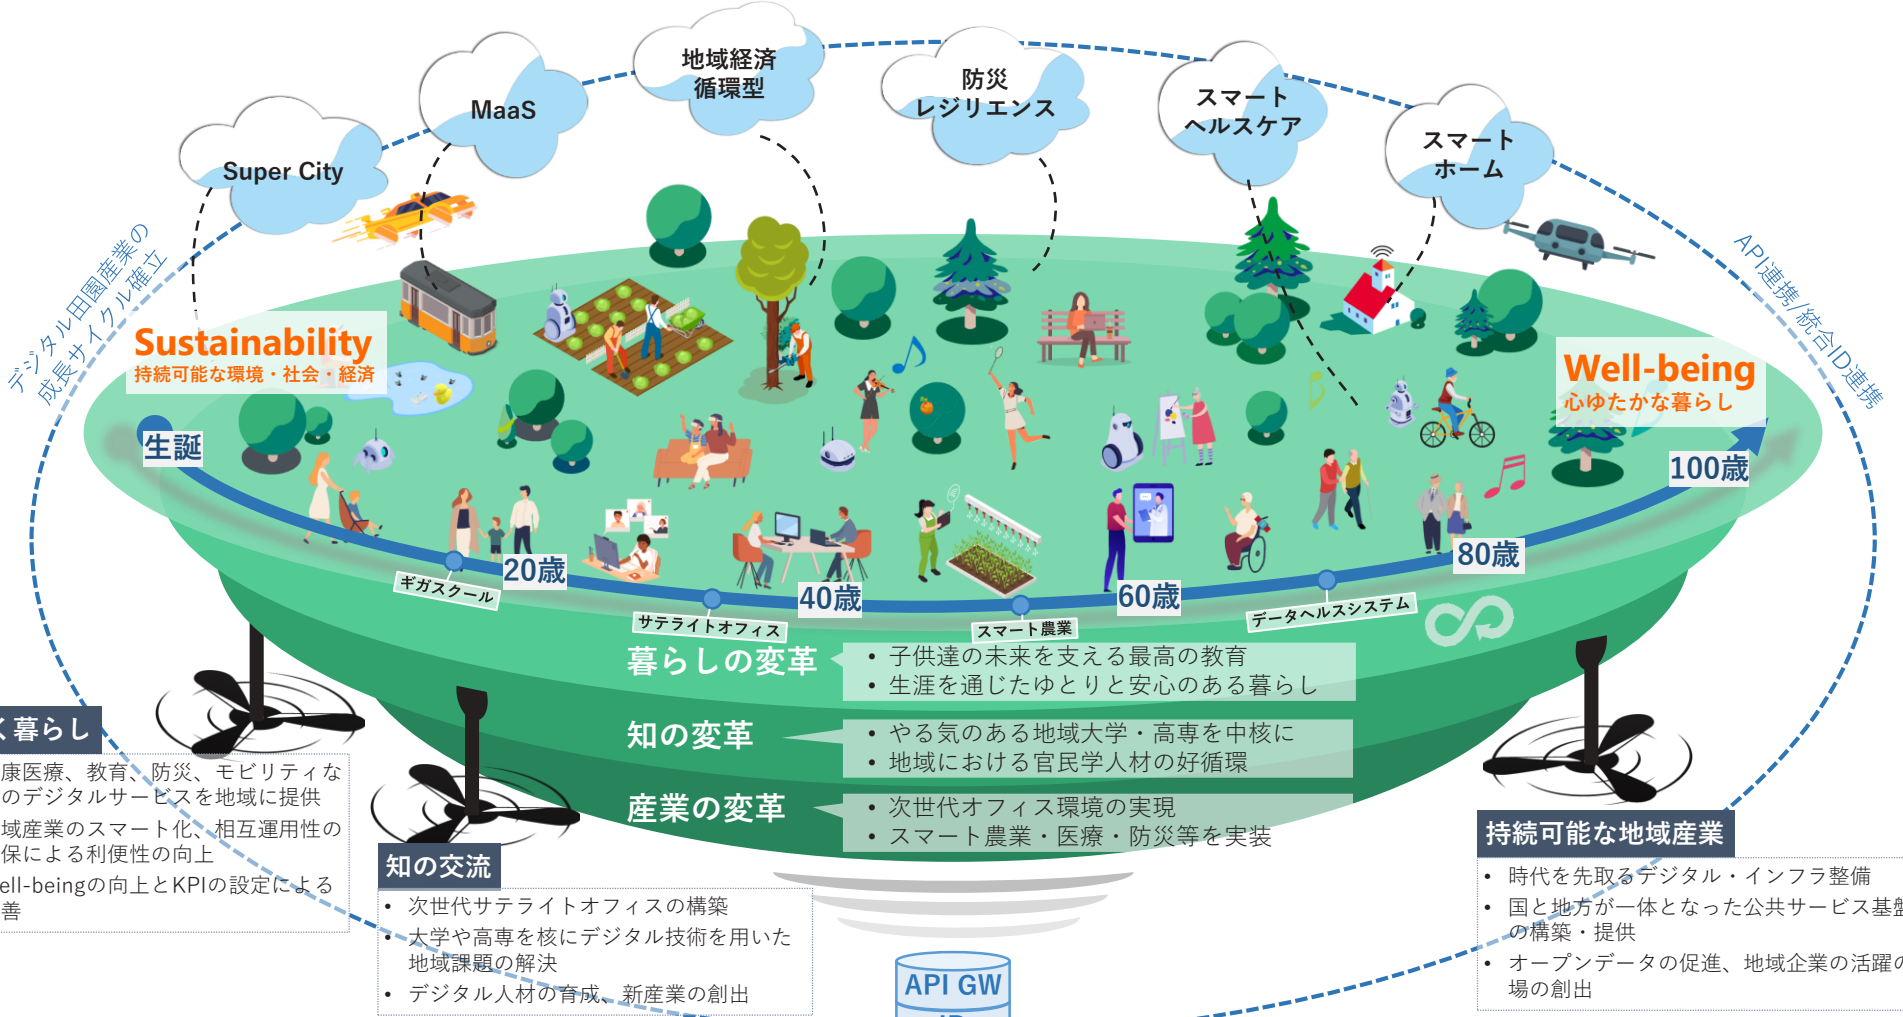 地域経済
循環型
防災
レジリエンス
MaaS
スマート
ヘルスケア
スマート
ホーム
Super City
デジタル田園産業の
成長サイクル確立
API連携/統合ID連携
Sustainability
持続可能な環境・社会・経済
Well-being
心ゆたかな暮らし
生誕
100歳
20歳
40歳
60歳
80歳
ギガスクール
サテライトオフィス
スマート農業
データヘルスシステム
暮らしの変革
• 子供達の未来を支える最高の教育
• 生涯を通じたゆとりと安心のある暮らし
知の変革
• やる気のある地域大学・高専を中核に
• 地域における官民学人材の好循環
産業の変革
• 次世代オフィス環境の実現
• スマート農業・医療・防災等を実装
く暮らし
康医療、教育、防災、モビリティな
のデジタルサービスを地域に提供
域産業のスマート化、相互運用性の
保による利便性の向上
ell-beingの向上とKPIの設定による
善
知の交流
• 次世代サテライトオフィスの構築
• 大学や高専を核にデジタル技術を用いた
地域課題の解決
• デジタル人材の育成、新産業の創出
持続可能な地域産業
• 時代を先取るデジタル・インフラ整備
• 国と地方が一体となった公共サービス基盤
の構築・提供
• オープンデータの促進、地域企業の活躍の
場の創出
API GW